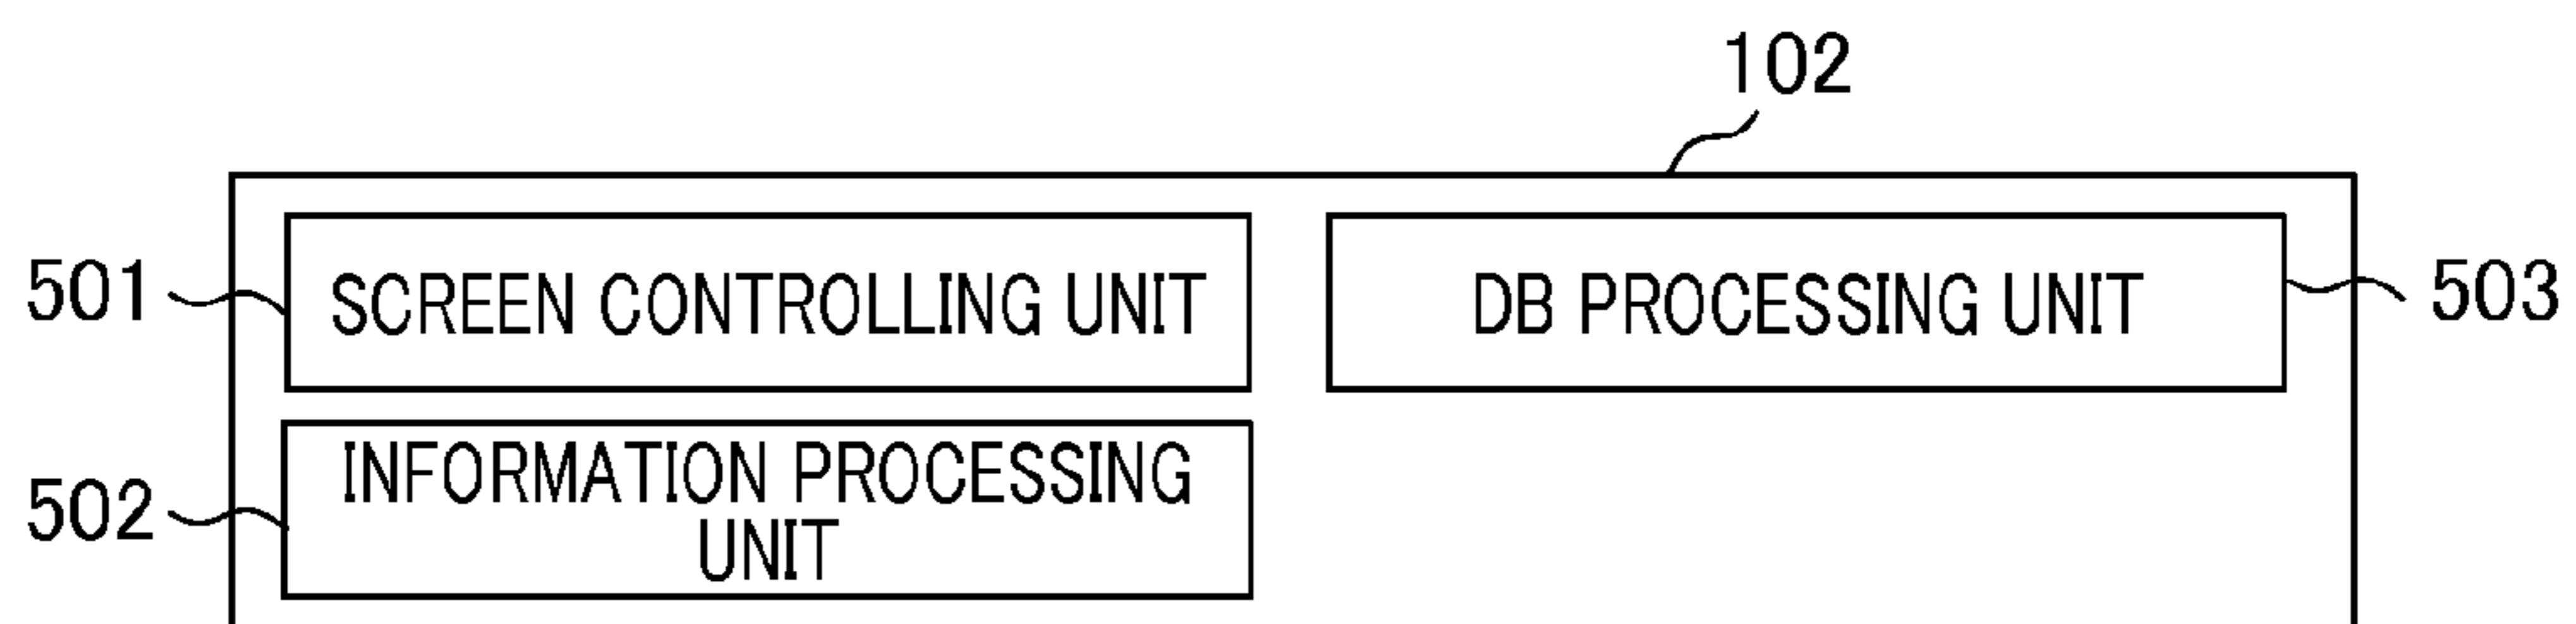 102
501
SCREEN CONTROLLING UNIT
DB PROCESSING UNIT
503
502
INFORMATION PROCESSING
UNIT